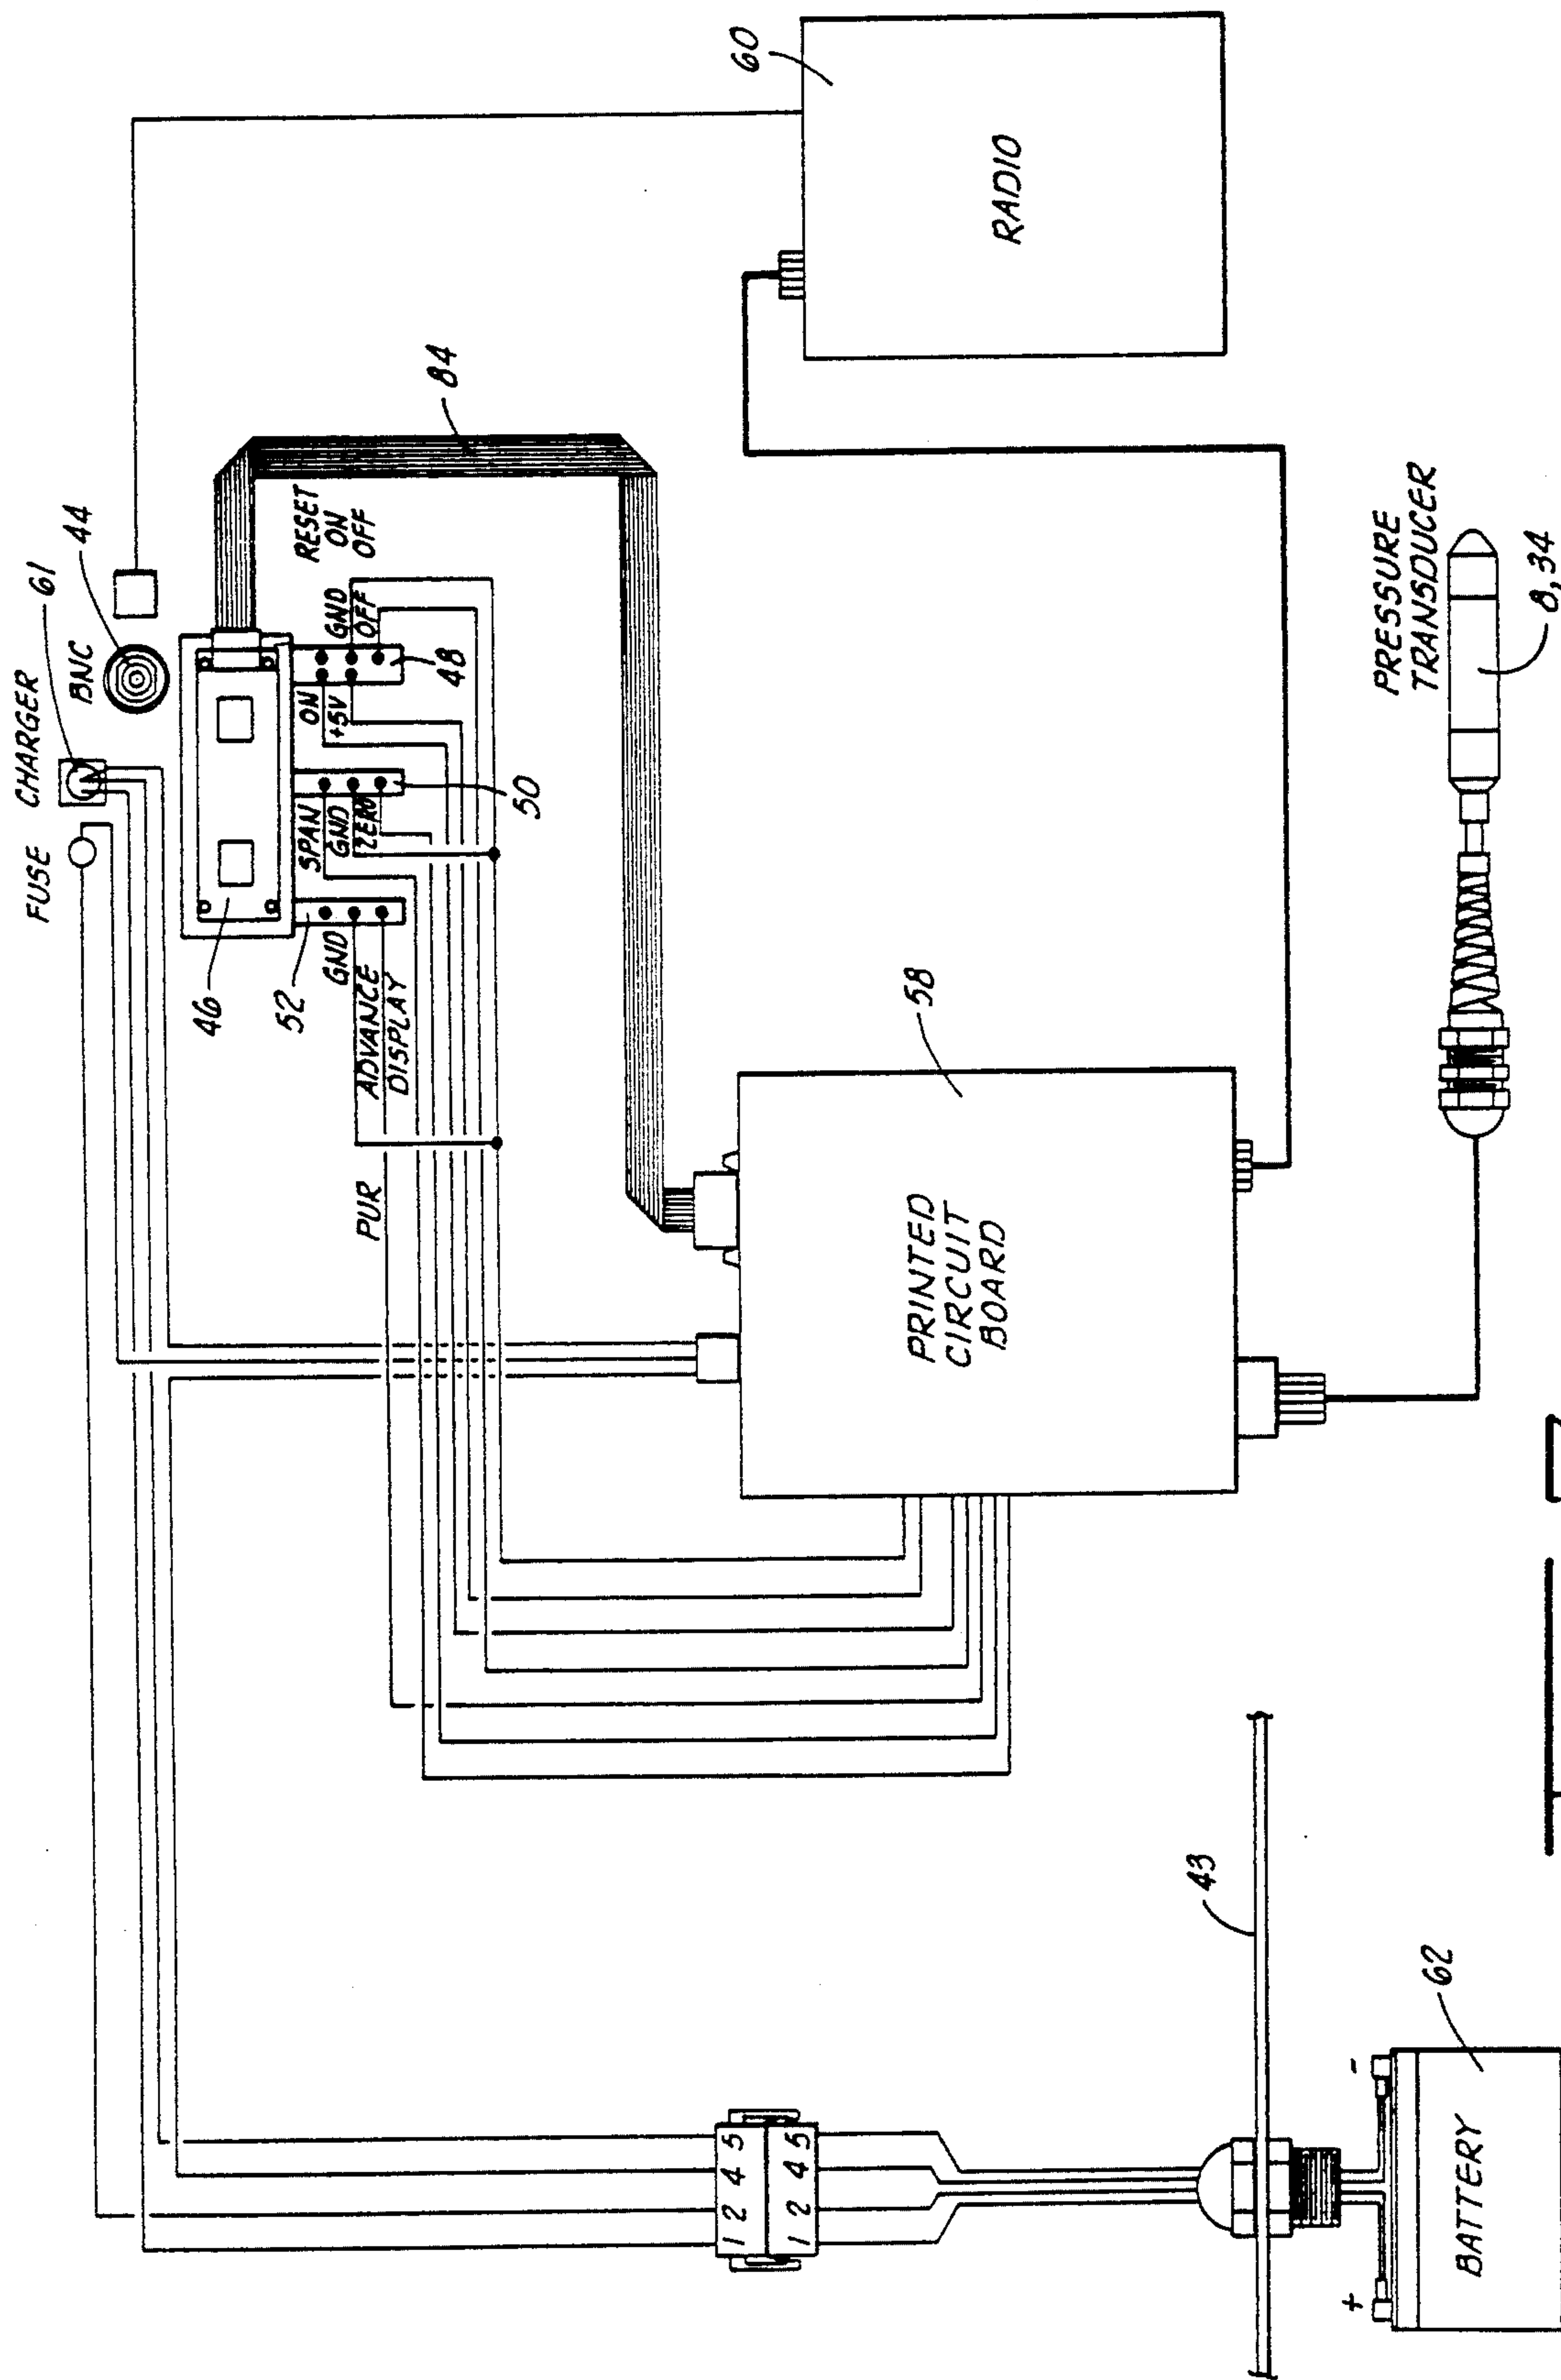 FUSE
CHARGER
61
BNC
44
60
RADIO
46
52
GND
ADVANCE
DISPLAY
PUR
SPAN
GND
ZERO
50
ON
+5V
GND
OFF
48
RESET
ON
OFF
84
58
PRINTED
CIRCUIT
BOARD
PRESSURE
TRANSDUCER
8,34
1 2 4 5
1 2 4 5
43
+
-
BATTERY
62